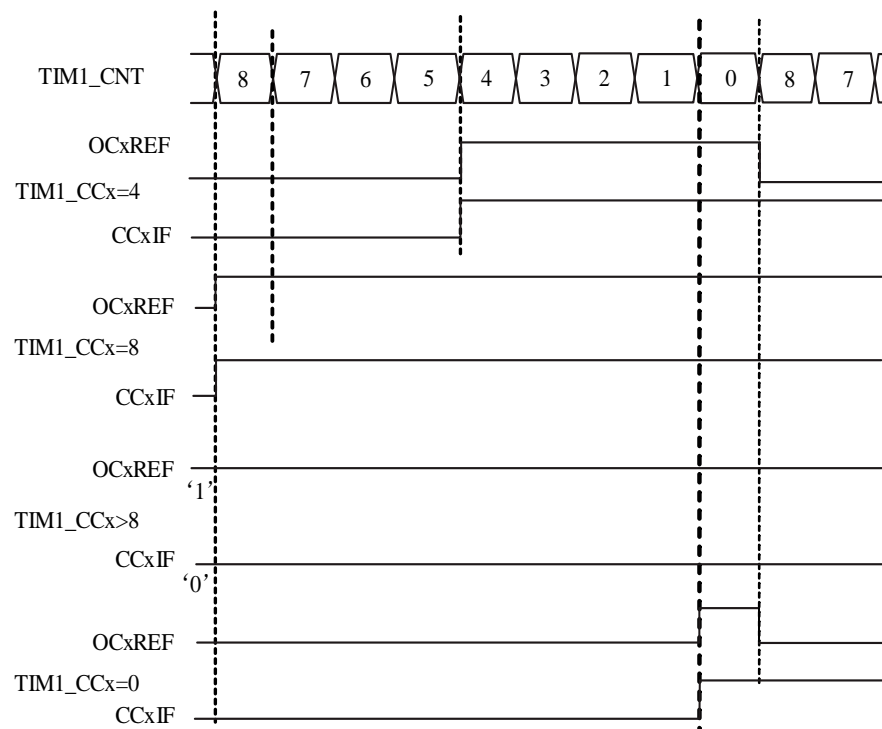 TIM1_CNT 8 7 6 5 4 3 2 1 0 8 7
OCxREF
TIM1_CCx=4
CCxIF
OCxREF
TIM1_CCx=8
CCxIF
OCxREF
‘1’
TIM1_CCx>8
CCxIF
‘0’
OCxREF
TIM1_CCx=0
CCxIF